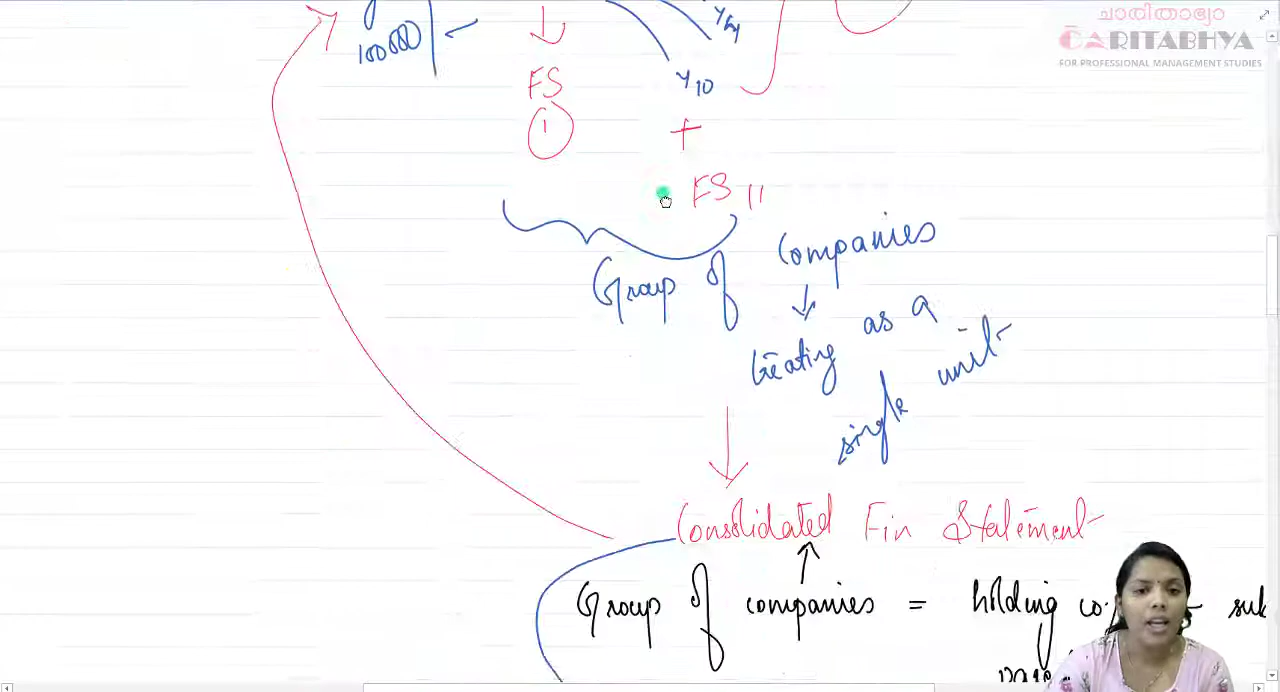 ചാരിതാഭ്യാ
CARITABHYA
FOR PROFESSIONAL MANAGEMENT STUDIES
100000
FS
Y10
1
+
FS 11
Group of companies
treating as a
single unit
Consolidated Fin Statement
Group of companies = holding co.